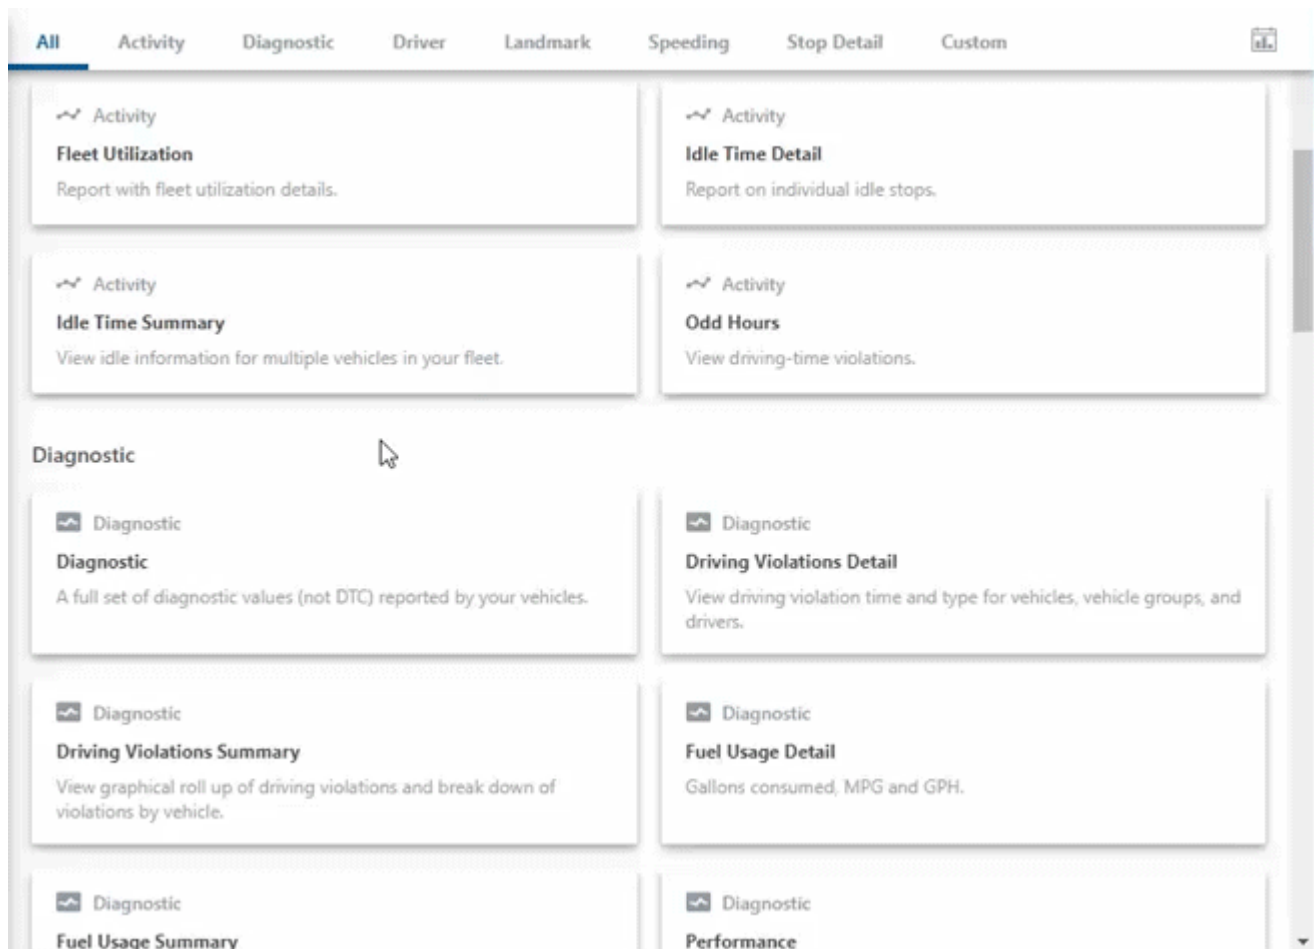 All Activity Diagnostic Driver Landmark Speeding Stop Detail Custom
Activity
Fleet Utilization
Report with fleet utilization details.
Activity
Idle Time Detail
Report on individual idle stops.
Activity
Idle Time Summary
View idle information for multiple vehicles in your fleet.
Activity
Odd Hours
View driving-time violations.
Diagnostic
Diagnostic
Diagnostic
A full set of diagnostic values (not DTC) reported by your vehicles.
Diagnostic
Driving Violations Detail
View driving violation time and type for vehicles, vehicle groups, and
drivers.
Diagnostic
Driving Violations Summary
View graphical roll up of driving violations and break down of
violations by vehicle.
Diagnostic
Fuel Usage Detail
Gallons consumed, MPG and GPH.
Diagnostic
Fuel Usage Summary
Diagnostic
Performance